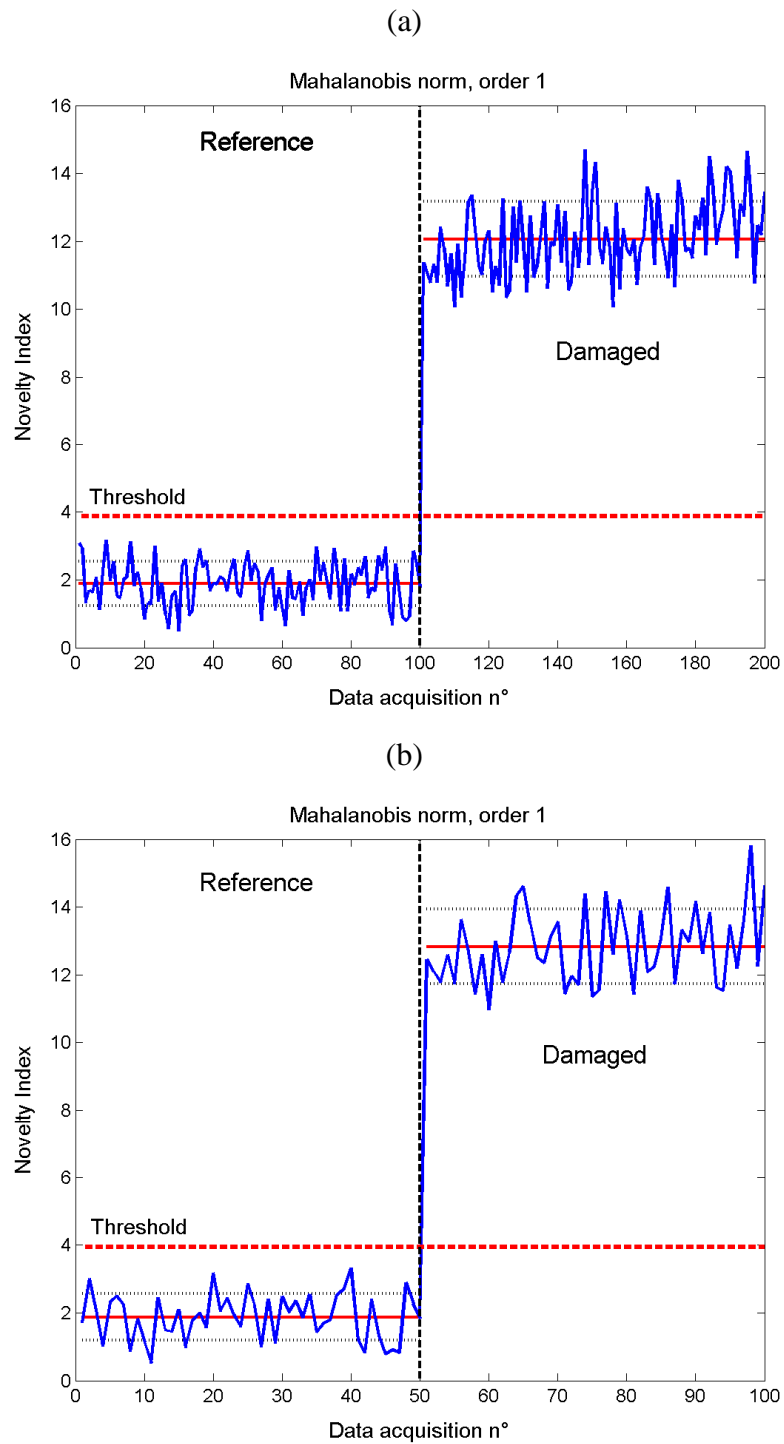 (a)
Mahalanobis norm, order 1
16
14
12
10
8
6
4
2
0
Reference
Damaged
Threshold
Novelty Index
0 20 40 60 80 100 120 140 160 180 200
Data acquisition n°
(b)
Mahalanobis norm, order 1
16
14
12
10
8
6
4
2
0
Reference
Damaged
Threshold
Novelty Index
0 10 20 30 40 50 60 70 80 90 100
Data acquisition n°